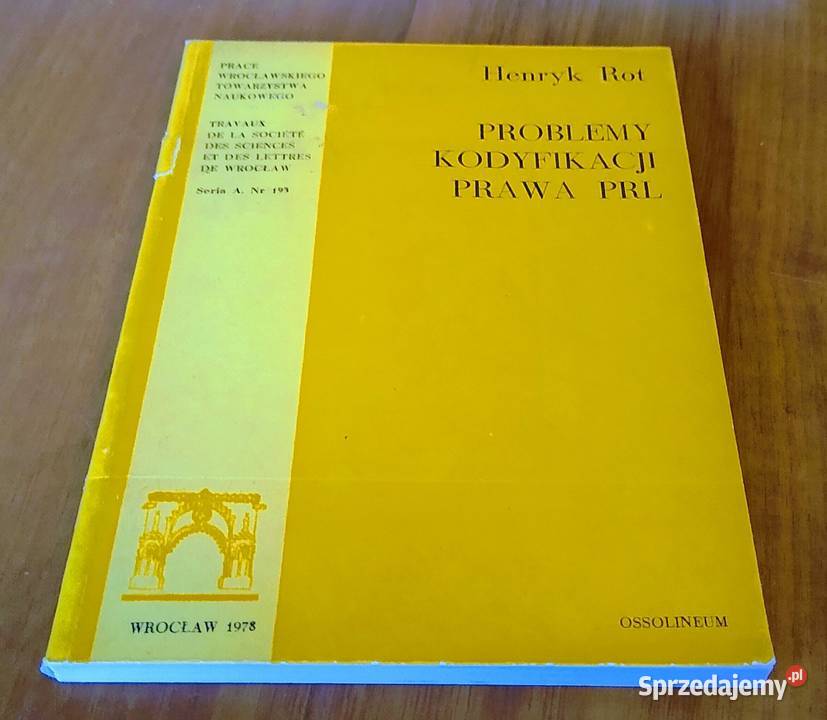 PRACE
WROCŁAWSKIEGO
TOWARZYSTWA
NAUKOWEGO
TRAVAUX
DE LA SOCIÉTÉ
DES SCIENCES
ET DES LETTRES
DE WROCŁAW
Seria A. Nr 193
Henryk Rot
PROBLEMY
KODYFIKACJI
PRAWA PRL
WROCŁAW 1978
OSSOLINEUM
Sprzedajemy.pl